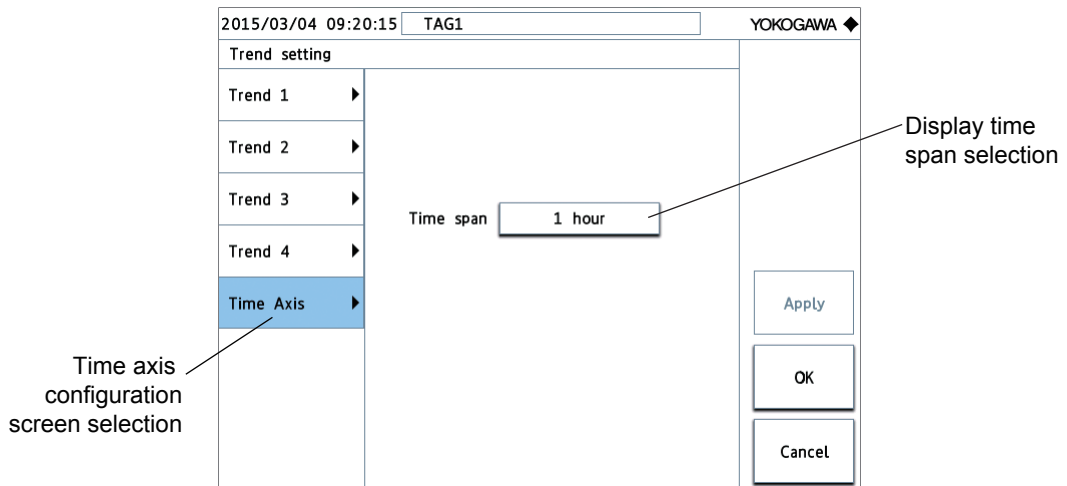 2015/03/04 09:20:15 TAG1 YOKOGAWA
Trend setting
Trend 1
Trend 2
Trend 3
Trend 4
Time Axis
Time span 1 hour
Apply
OK
Cancel
Display time
span selection
Time axis
configuration
screen selection